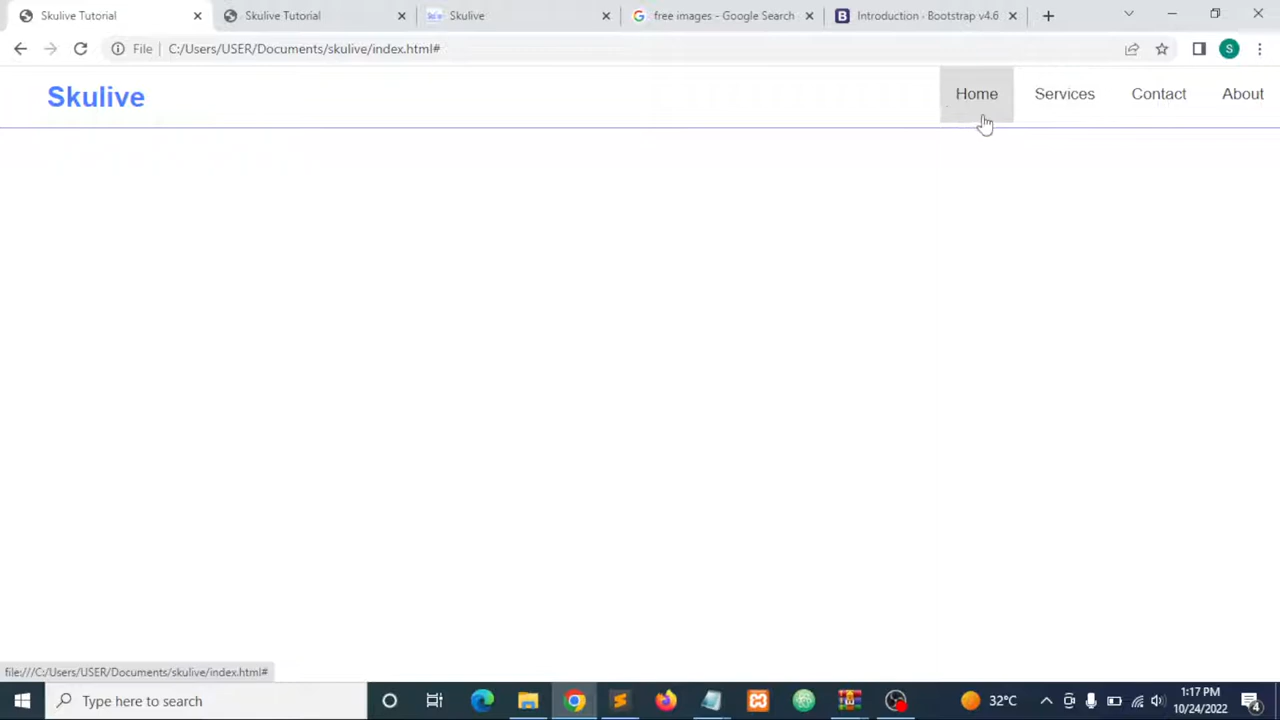 Skulive Tutorial
Skulive Tutorial
Skulive
free images - Google Search
Introduction · Bootstrap v4.6
File | C:/Users/USER/Documents/skulive/index.html#
S
Skulive
Home
Services
Contact
About
file:///C:/Users/USER/Documents/skulive/index.html#
Type here to search
32°C
1:17 PM
10/24/2022
4